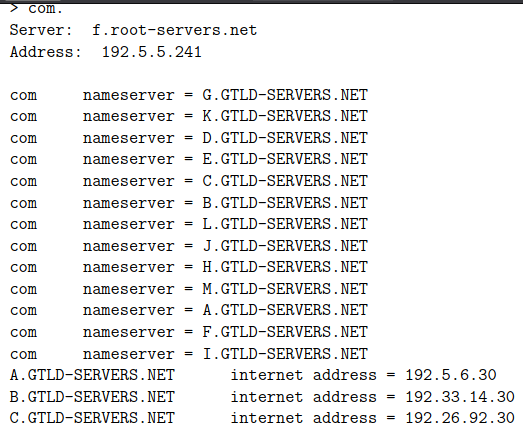 > com.
Server:  f.root-servers.net
Address:  192.5.5.241
com     nameserver = G.GTLD-SERVERS.NET
com     nameserver = K.GTLD-SERVERS.NET
com     nameserver = D.GTLD-SERVERS.NET
com     nameserver = E.GTLD-SERVERS.NET
com     nameserver = C.GTLD-SERVERS.NET
com     nameserver = B.GTLD-SERVERS.NET
com     nameserver = L.GTLD-SERVERS.NET
com     nameserver = J.GTLD-SERVERS.NET
com     nameserver = H.GTLD-SERVERS.NET
com     nameserver = M.GTLD-SERVERS.NET
com     nameserver = A.GTLD-SERVERS.NET
com     nameserver = F.GTLD-SERVERS.NET
com     nameserver = I.GTLD-SERVERS.NET
A.GTLD-SERVERS.NET      internet address = 192.5.6.30
B.GTLD-SERVERS.NET      internet address = 192.33.14.30
C.GTLD-SERVERS.NET      internet address = 192.26.92.30